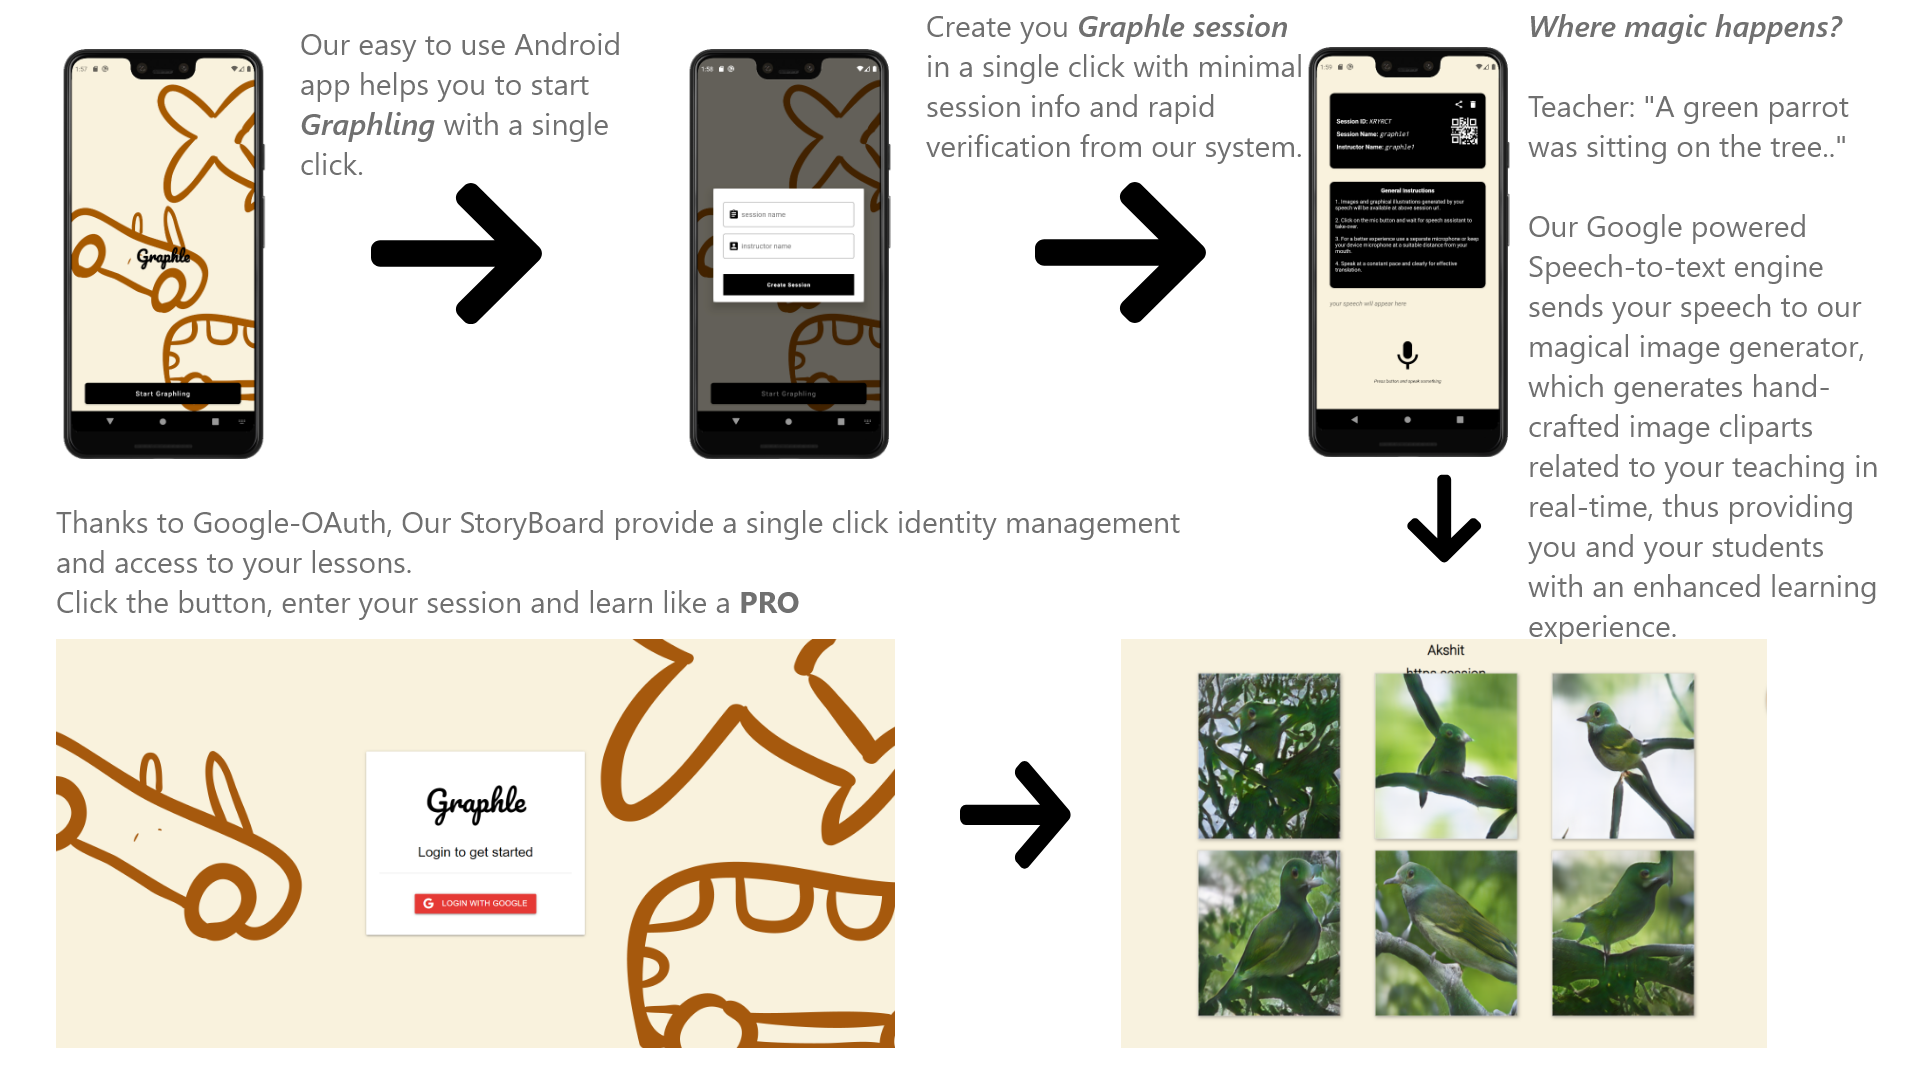 1:57
Graphle
Start Graphling
Our easy to use Android
app helps you to start
Graphling with a single
click.
1:58
session name
instructor name
Create Session
Start Graphling
Create you Graphle session
in a single click with minimal
session info and rapid
verification from our system.
1:59
Session ID: KRYRCT
Session Name: graphle1
Instructor Name: graphle1
General Instructions
1. Images and graphical illustrations generated by your
speech will be available at above session url
2. Click on the mic button and wait for speech assistant to
take-over.
3. For a better experience use a separate microphone or keep
your device microphone at a suitable distance from your
mouth.
4. Speak at a constant pace and clearly for effective
translation.
your speech will appear here
Press button and speak something
Where magic happens?
Teacher: "A green parrot
was sitting on the tree.."
Our Google powered
Speech-to-text engine
sends your speech to our
magical image generator,
which generates hand-
crafted image cliparts
related to your teaching in
real-time, thus providing
you and your students
with an enhanced learning
experience.
Thanks to Google-OAuth, Our StoryBoard provide a single click identity management
and access to your lessons.
Click the button, enter your session and learn like a PRO
Graphle
Login to get started
G LOGIN WITH GOOGLE
Akshit
https session